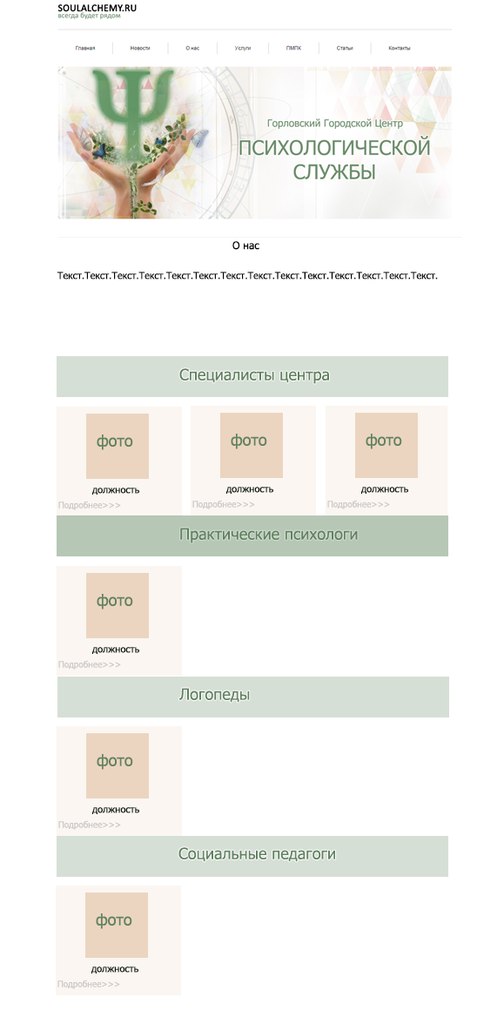 SOULALCHEMY.RU
всегда будет рядом
Главная Новости О нас Услуги ПМПК Статьи Контакты
Горловский Городской Центр
ПСИХОЛОГИЧЕСКОЙ
СЛУЖБЫ
О нас
Текст.Текст.Текст.Текст.Текст.Текст.Текст.Текст.Текст.Текст.Текст.Текст.Текст.Текст.
Специалисты центра
фото фото фото
должность должность должность
Подробнее>>> Подробнее>>> Подробнее>>>
Практические психологи
фото
должность
Подробнее>>>
Логопеды
фото
должность
Подробнее>>>
Социальные педагоги
фото
должность
Подробнее>>>